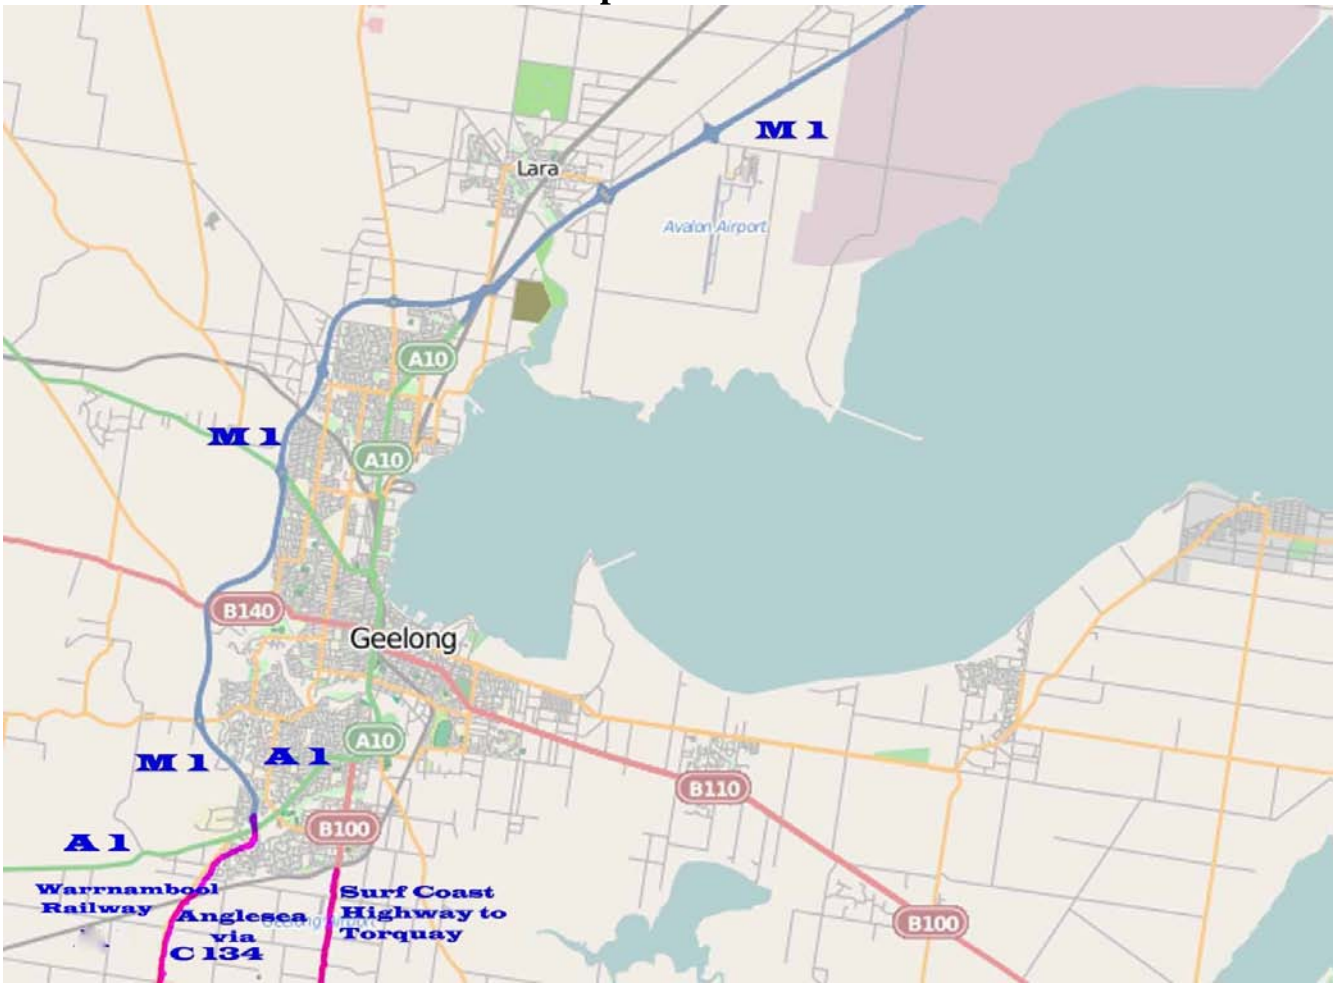 M 1
Lara
Avalon Airport
A10
M 1
A10
B140
Geelong
M 1
A 1
A10
B110
A 1
B100
Warrnambool
Railway
Anglesea
via
C 134
Surf Coast
Highway to
Torquay
B100